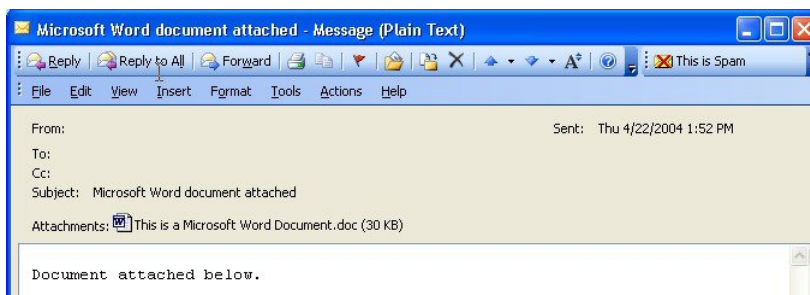 Microsoft Word document attached - Message (Plain Text)
Reply Reply to All Forward A This is Spam
File Edit View Insert Format Tools Actions Help
From: Sent: Thu 4/22/2004 1:52 PM
To:
Cc:
Subject: Microsoft Word document attached
Attachments: This is a Microsoft Word Document.doc (30 KB)
Document attached below.